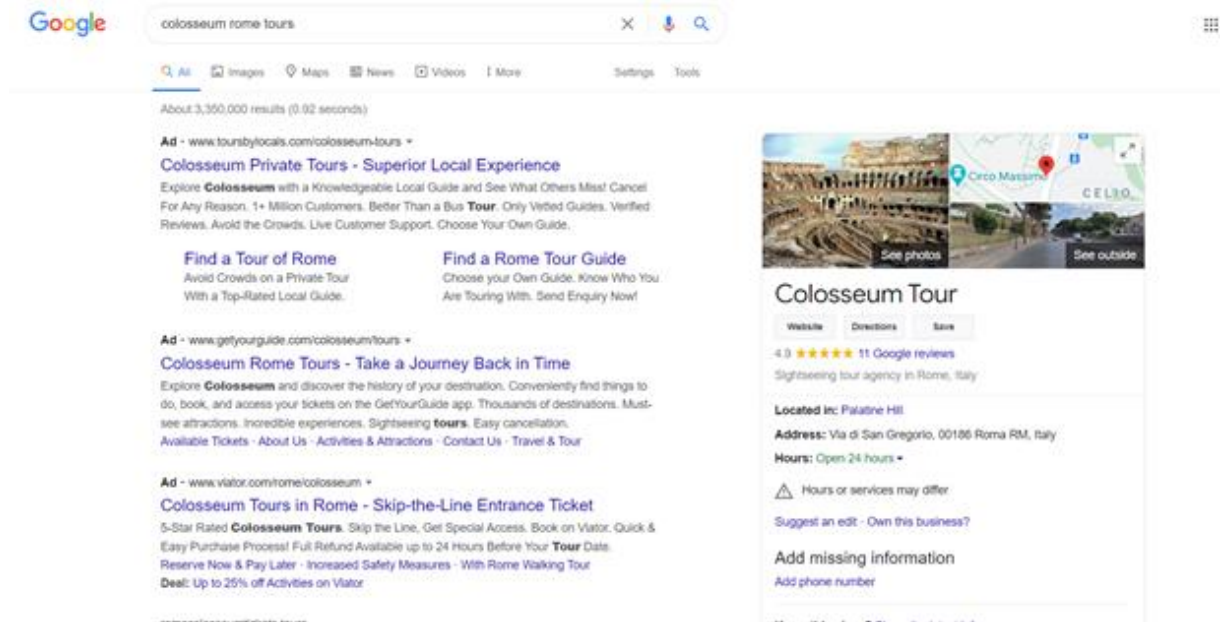 Google
colosseum rome tours
All Images Maps News Videos More Settings Tools
About 3,350,000 results (0.92 seconds)
Ad · www.toursbylocals.com/colosseum-tours
Colosseum Private Tours - Superior Local Experience
Explore Colosseum with a Knowledgeable Local Guide and See What Others Miss! Cancel
For Any Reason. 1+ Million Customers. Better Than a Bus Tour. Only Vetted Guides. Verified
Reviews. Avoid the Crowds. Live Customer Support. Choose Your Own Guide.
Find a Tour of Rome
Avoid Crowds on a Private Tour
With a Top-Rated Local Guide.
Find a Rome Tour Guide
Choose your Own Guide. Know Who You
Are Touring With. Send Enquiry Now!
Ad · www.getyourguide.com/colosseum/tours
Colosseum Rome Tours - Take a Journey Back in Time
Explore Colosseum and discover the history of your destination. Conveniently find things to
do, book, and access your tickets on the GetYourGuide app. Thousands of destinations. Must-
see attractions. Incredible experiences. Sightseeing tours. Easy cancellation.
Available Tickets · About Us · Activities & Attractions · Contact Us · Travel & Tour
Ad · www.viator.com/rome/colosseum
Colosseum Tours in Rome - Skip-the-Line Entrance Ticket
5-Star Rated Colosseum Tours. Skip the Line, Get Special Access. Book on Viator. Quick &
Easy Purchase Process! Full Refund Available up to 24 Hours Before Your Tour Date.
Reserve Now & Pay Later · Increased Safety Measures · With Rome Walking Tour
Deal: Up to 25% off Activities on Viator
Circo Massimo
CELIO
See photos
See outside
Colosseum Tour
Website Directions Save
4.9 11 Google reviews
Sightseeing tour agency in Rome, Italy
Located in: Palatine Hill
Address: Via di San Gregorio, 00186 Roma RM, Italy
Hours: Open 24 hours
Hours or services may differ
Suggest an edit · Own this business?
Add missing information
Add phone number